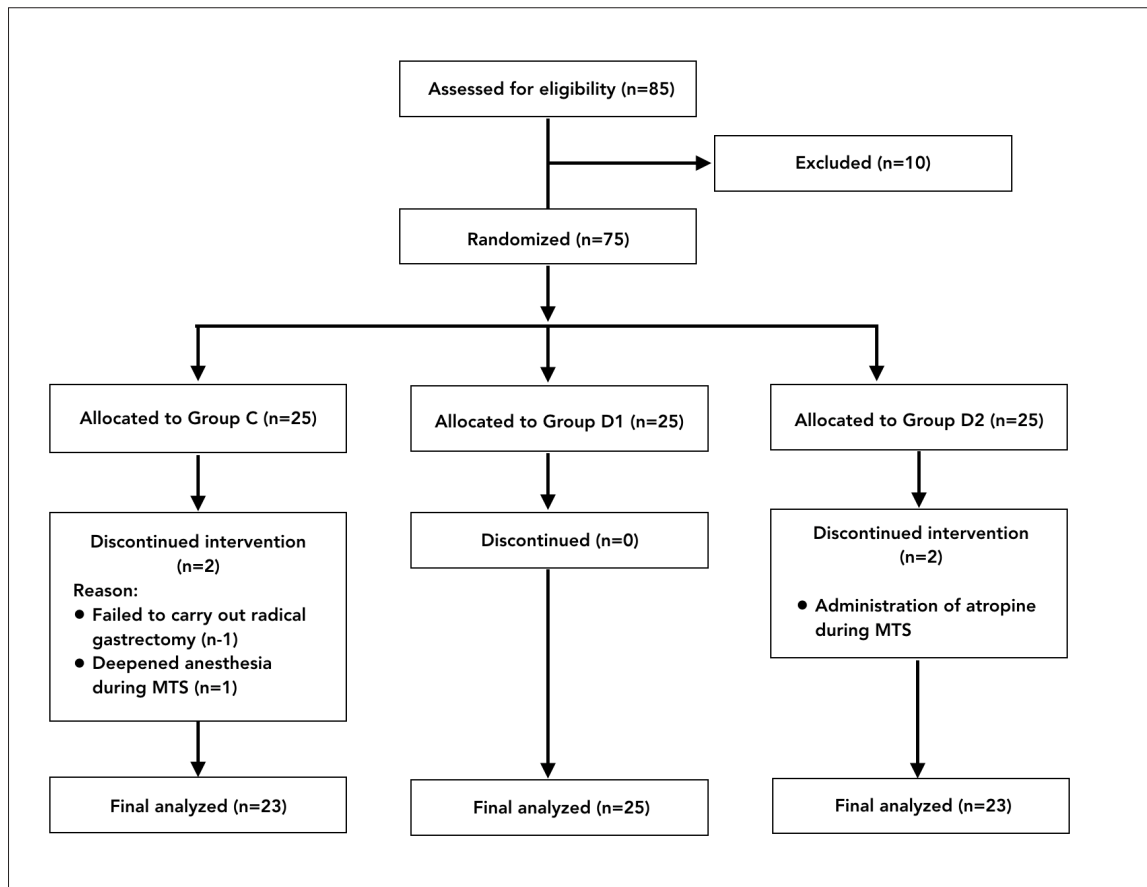 Assessed for eligibility (n=85)
Excluded (n=10)
Randomized (n=75)
Allocated to Group C (n=25)
Allocated to Group D1 (n=25)
Allocated to Group D2 (n=25)
Discontinued intervention
(n=2)
Reason:
● Failed to carry out radical
gastrectomy (n-1)
● Deepened anesthesia
during MTS (n=1)
Discontinued (n=0)
Discontinued intervention
(n=2)
● Administration of atropine
during MTS
Final analyzed (n=23)
Final analyzed (n=25)
Final analyzed (n=23)